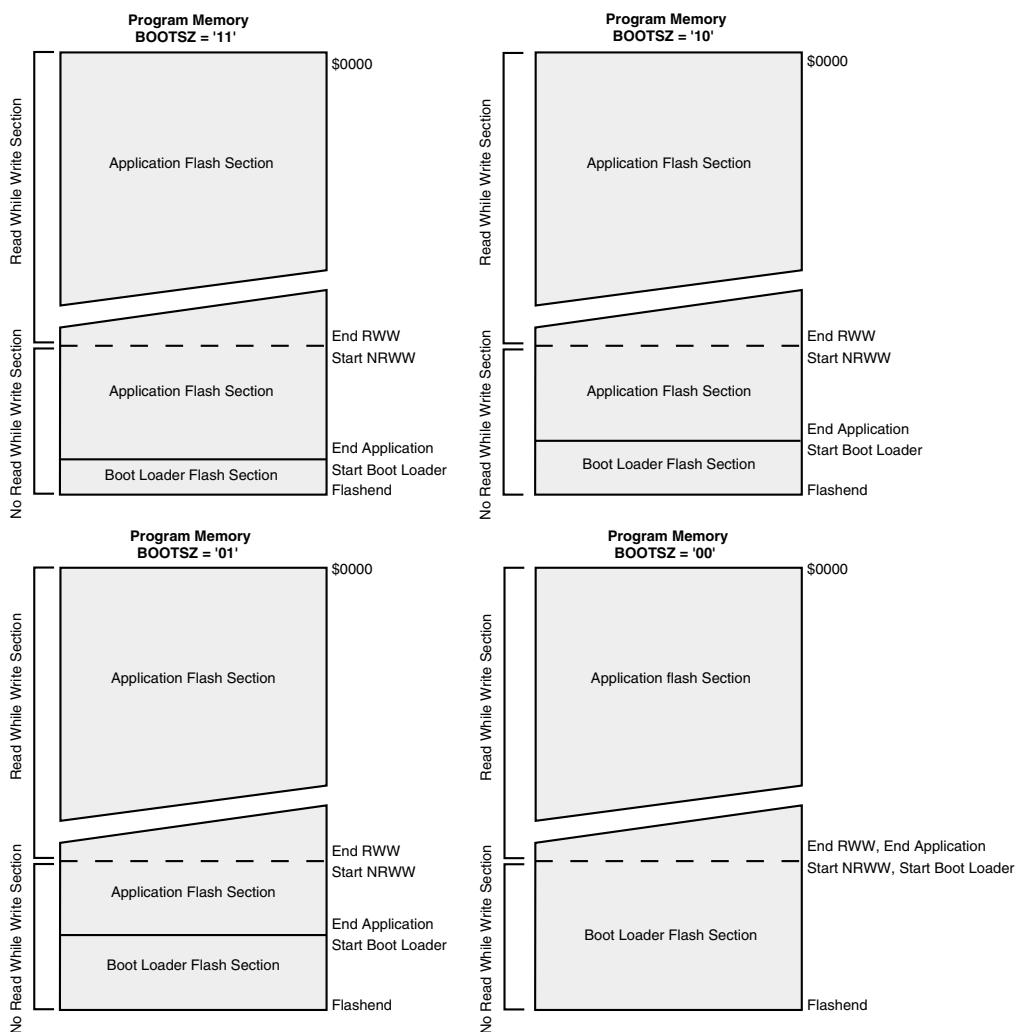 Program Memory
BOOTSZ = '11'
$0000
Read While Write Section
Application Flash Section
End RWW
Start NRWW
No Read While Write Section
Application Flash Section
End Application
Start Boot Loader
Boot Loader Flash Section
Flashend
Program Memory
BOOTSZ = '10'
$0000
Read While Write Section
Application Flash Section
End RWW
Start NRWW
No Read While Write Section
Application Flash Section
End Application
Start Boot Loader
Boot Loader Flash Section
Flashend
Program Memory
BOOTSZ = '01'
$0000
Read While Write Section
Application Flash Section
End RWW
Start NRWW
No Read While Write Section
Application Flash Section
End Application
Start Boot Loader
Boot Loader Flash Section
Flashend
Program Memory
BOOTSZ = '00'
$0000
Read While Write Section
Application flash Section
End RWW, End Application
Start NRWW, Start Boot Loader
No Read While Write Section
Boot Loader Flash Section
Flashend